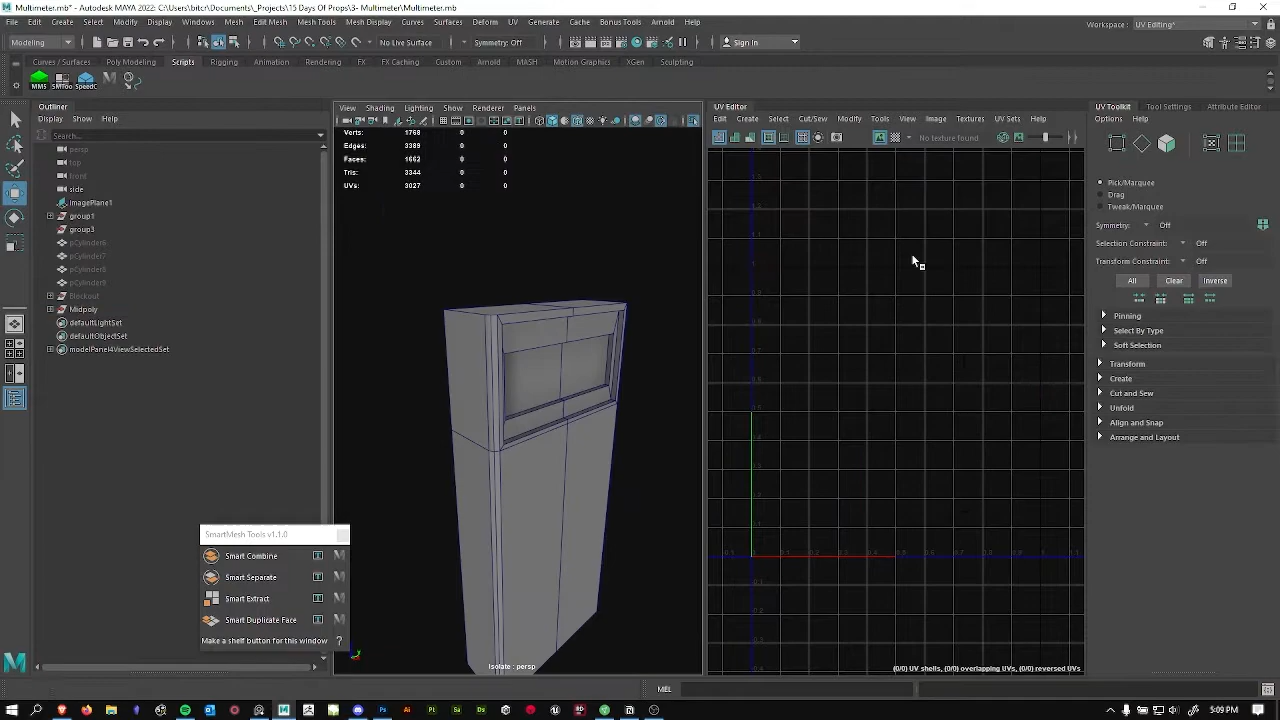 Multimeter.mb* - Autodesk MAYA 2022: C:\Users\btcr\Documents\_Projects\15 Days Of Props\3- Multimeter\Multimeter.mb
File Edit Create Select Modify Display Windows Mesh Edit Mesh Mesh Tools Mesh Display Curves Surfaces Deform UV Generate Cache Bonus Tools Arnold Help
Workspace : UV Editing*
Modeling No Live Surface Symmetry: Off Sign In
Curves / Surfaces Poly Modeling Sculpting Scripts Rigging Animation Rendering FX FX Caching Custom Arnold MASH Motion Graphics XGen Sculpting
MMS SMToo SpeedC
Outliner
Display Show Help
Search...
persp
top
front
side
imagePlane1
group1
group3
pCylinder6
pCylinder7
pCylinder8
pCylinder9
Blockout
Midpoly
defaultLightSet
defaultObjectSet
modelPanel4ViewSelectedSet
SmartMesh Tools v1.1.0
Smart Combine
Smart Separate
Smart Extract
Smart Duplicate Face
Make a shelf button for this window ?
View Shading Lighting Show Renderer Panels
Verts: 1768 0 0
Edges: 3389 0 0
Faces: 1662 0 0
Tris: 3344 0 0
UVs: 3027 0 0
Isolate : persp
UV Editor
Edit Create Select Cut/Sew Modify Tools View Image Textures UV Sets Help
No texture found
(0/0) UV shells, (0/0) overlapping UVs, (0/0) reversed UVs
UV Toolkit Tool Settings Attribute Editor
Options Help
Pick/Marquee
Drag
Tweak/Marquee
Symmetry: Off
Selection Constraint: Off
Transform Constraint: Off
All Clear Inverse
Pinning
Select By Type
Soft Selection
Transform
Create
Cut and Sew
Unfold
Align and Snap
Arrange and Layout
MEL
5:09 PM